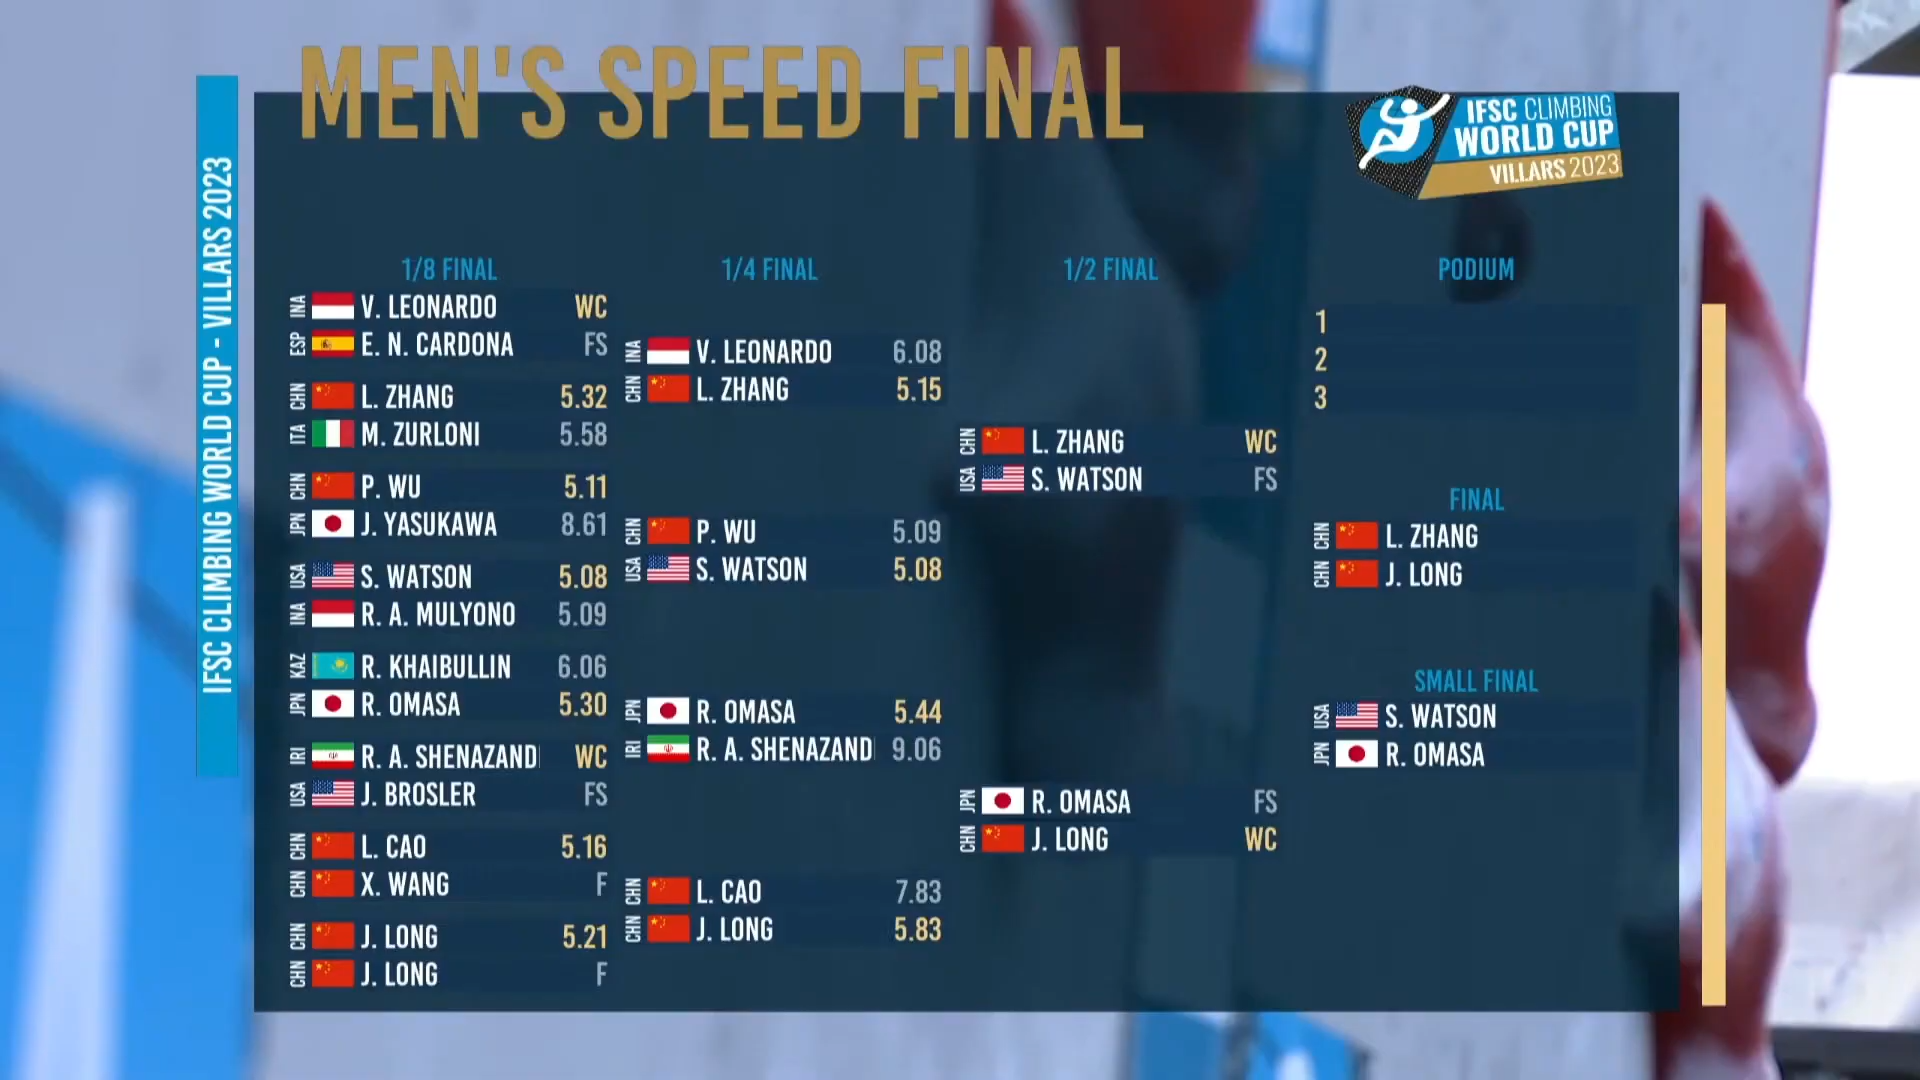 MEN'S SPEED FINAL
IFSC CLIMBING
WORLD CUP
VILLARS 2023
IFSC CLIMBING WORLD CUP - VILLARS 2023
1/8 FINAL
INA V. LEONARDO WC
ESP E. N. CARDONA FS
CHN L. ZHANG 5.32
ITA M. ZURLONI 5.58
CHN P. WU 5.11
JPN J. YASUKAWA 8.61
USA S. WATSON 5.08
INA R. A. MULYONO 5.09
KAZ R. KHAIBULLIN 6.06
JPN R. OMASA 5.30
IRI R. A. SHENAZAND WC
USA J. BROSLER FS
CHN L. CAO 5.16
CHN X. WANG F
CHN J. LONG 5.21
CHN J. LONG F
1/4 FINAL
INA V. LEONARDO 6.08
CHN L. ZHANG 5.15
CHN P. WU 5.09
USA S. WATSON 5.08
JPN R. OMASA 5.44
IRI R. A. SHENAZAND 9.06
CHN L. CAO 7.83
CHN J. LONG 5.83
1/2 FINAL
CHN L. ZHANG WC
USA S. WATSON FS
JPN R. OMASA FS
CHN J. LONG WC
PODIUM
1
2
3
FINAL
CHN L. ZHANG
CHN J. LONG
SMALL FINAL
USA S. WATSON
JPN R. OMASA